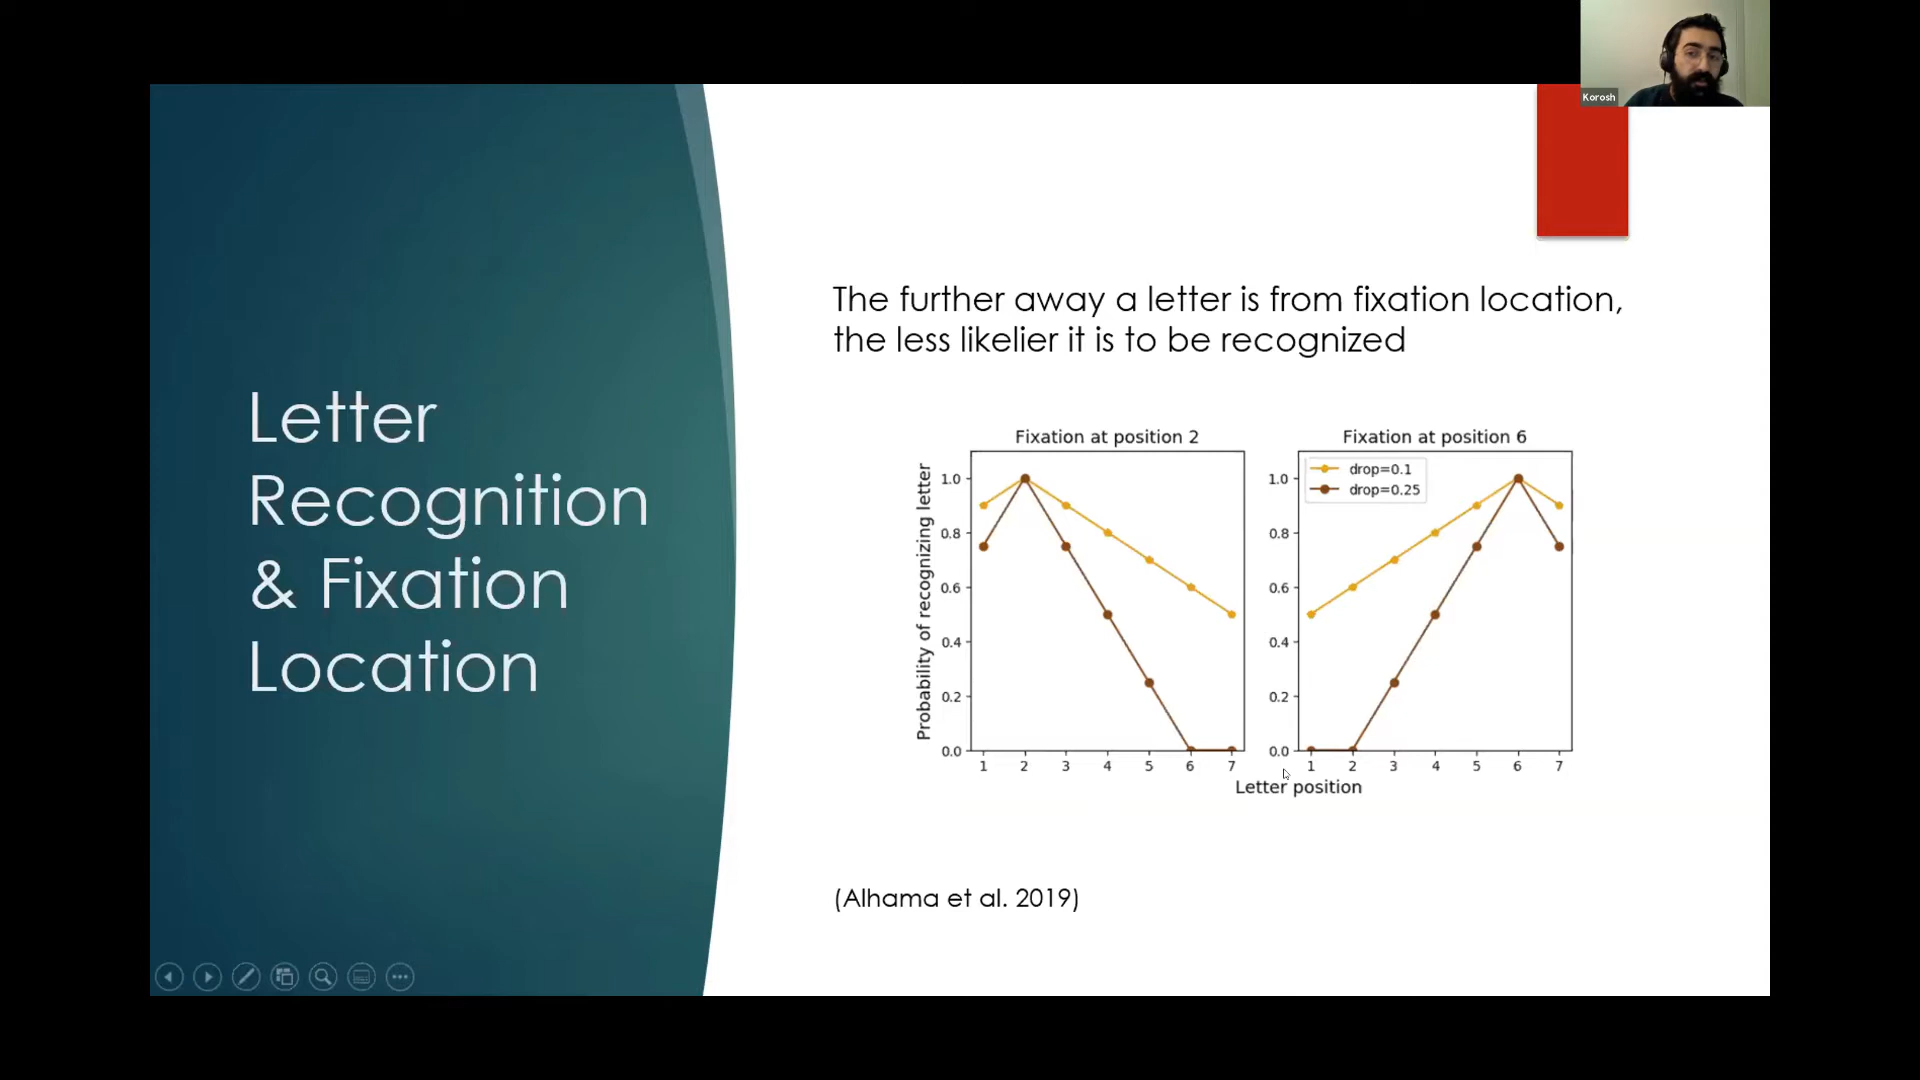 Korosh
Letter
Recognition
& Fixation
Location
The further away a letter is from fixation location,
the less likelier it is to be recognized
Fixation at position 2
Probability of recognizing letter
1.0
0.8
0.6
0.4
0.2
0.0
1 2 3 4 5 6 7
Fixation at position 6
drop=0.1
drop=0.25
1.0
0.8
0.6
0.4
0.2
0.0
1 2 3 4 5 6 7
Letter position
(Alhama et al. 2019)